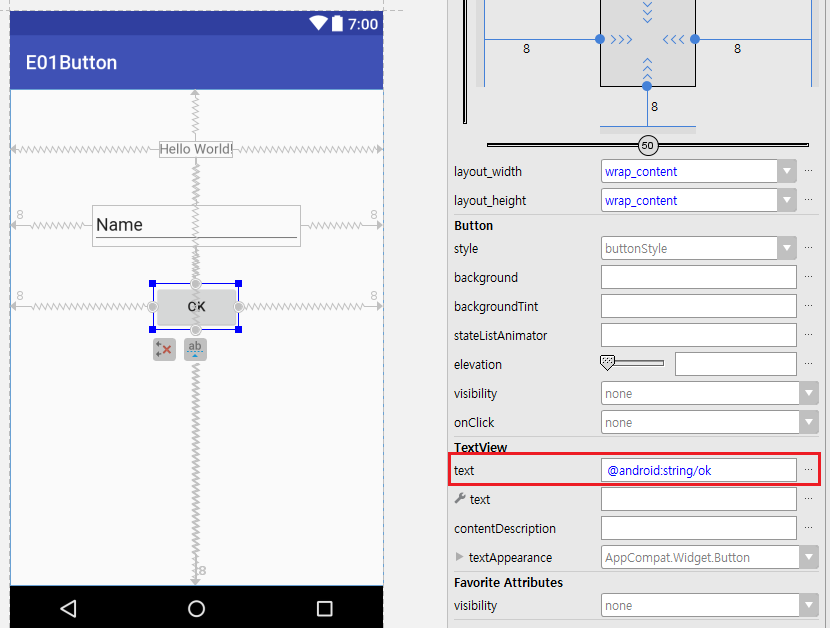 7:00
E01Button
Hello World!
8 8
Name
8 8
OK
ab
8
8 8
8
50
layout_width wrap_content ...
layout_height wrap_content ...
Button
style buttonStyle ...
background ...
backgroundTint ...
stateListAnimator ...
elevation ...
visibility none
onClick none
TextView
text @android:string/ok ...
text ...
contentDescription ...
textAppearance AppCompat.Widget.Button
Favorite Attributes
visibility none